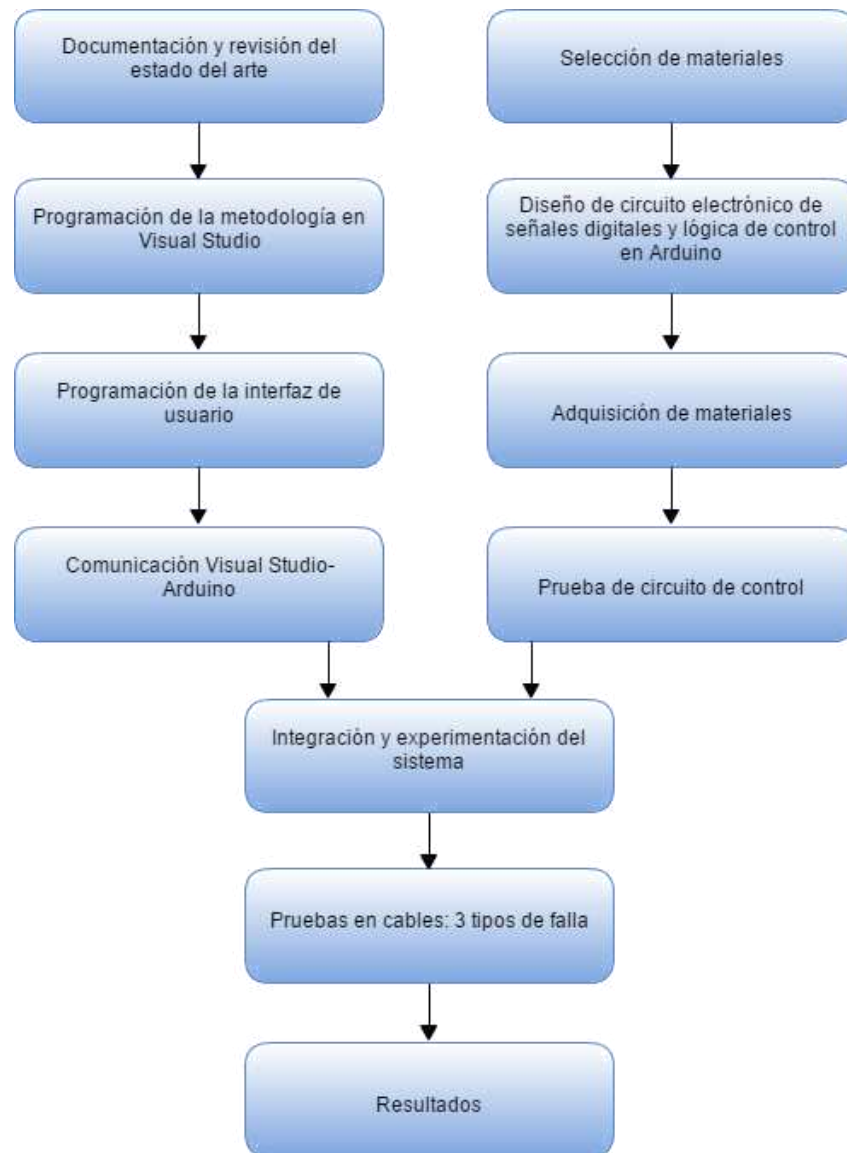 Documentación y revisión del
estado del arte
Selección de materiales
Programación de la metodología en
Visual Studio
Diseño de circuito electrónico de
señales digitales y lógica de control
en Arduino
Programación de la interfaz de
usuario
Adquisición de materiales
Comunicación Visual Studio-
Arduino
Prueba de circuito de control
Integración y experimentación del
sistema
Pruebas en cables: 3 tipos de falla
Resultados